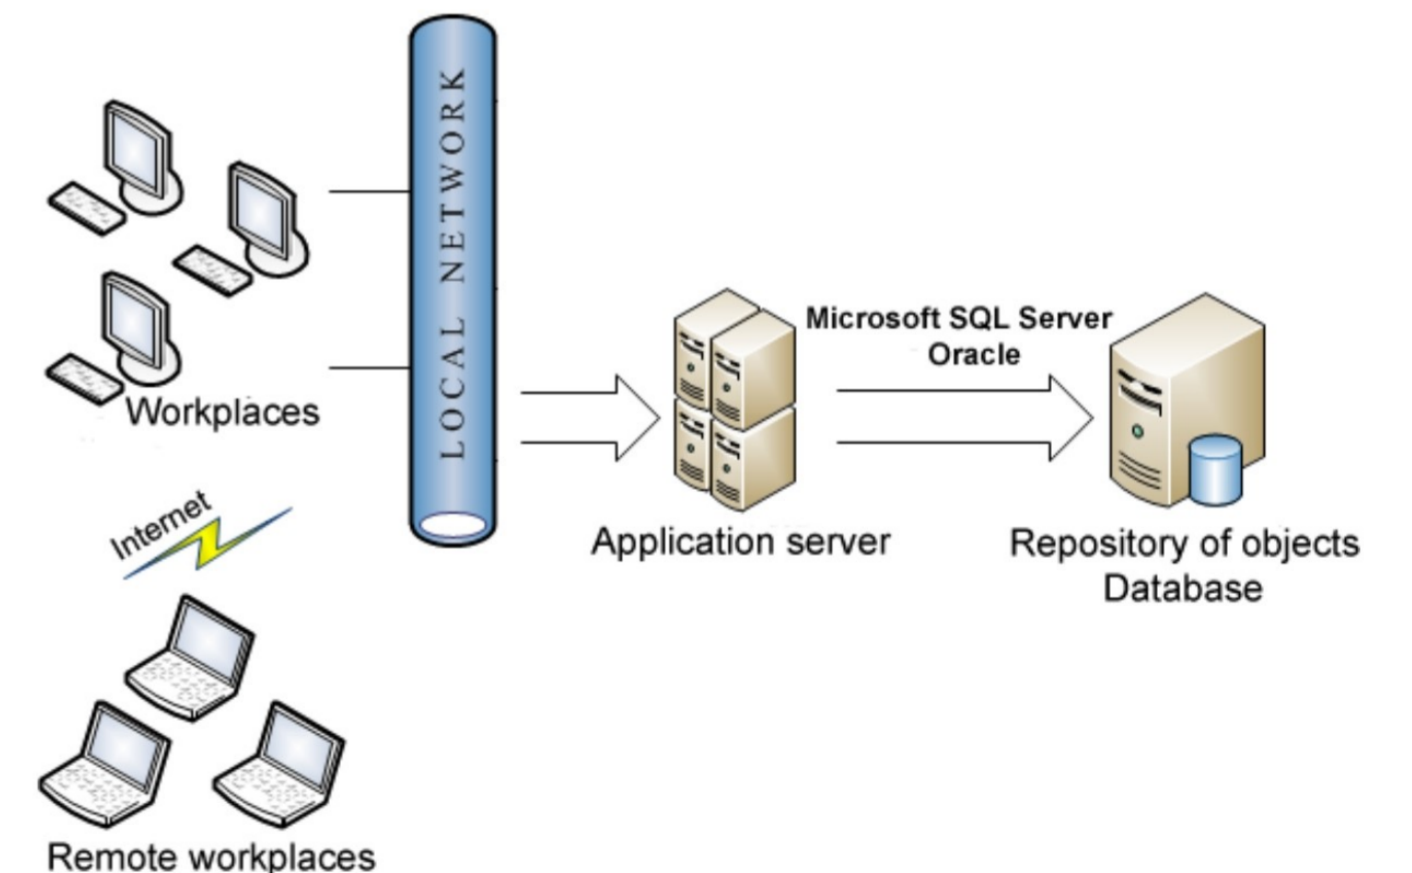 LOCAL NETWORK
Workplaces
Internet
Remote workplaces
Application server
Microsoft SQL Server
Oracle
Repository of objects
Database